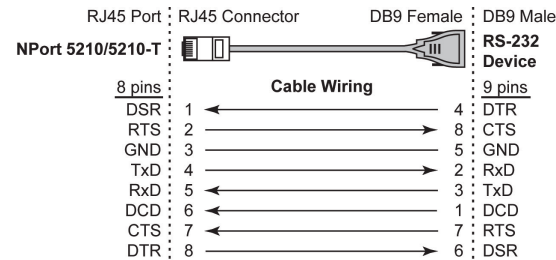 RJ45 Port RJ45 Connector DB9 Female DB9 Male
NPort 5210/5210-T RS-232
Device
8 pins Cable Wiring 9 pins
DSR 1 4 DTR
RTS 2 8 CTS
GND 3 5 GND
TxD 4 2 RxD
RxD 5 3 TxD
DCD 6 1 DCD
CTS 7 7 RTS
DTR 8 6 DSR